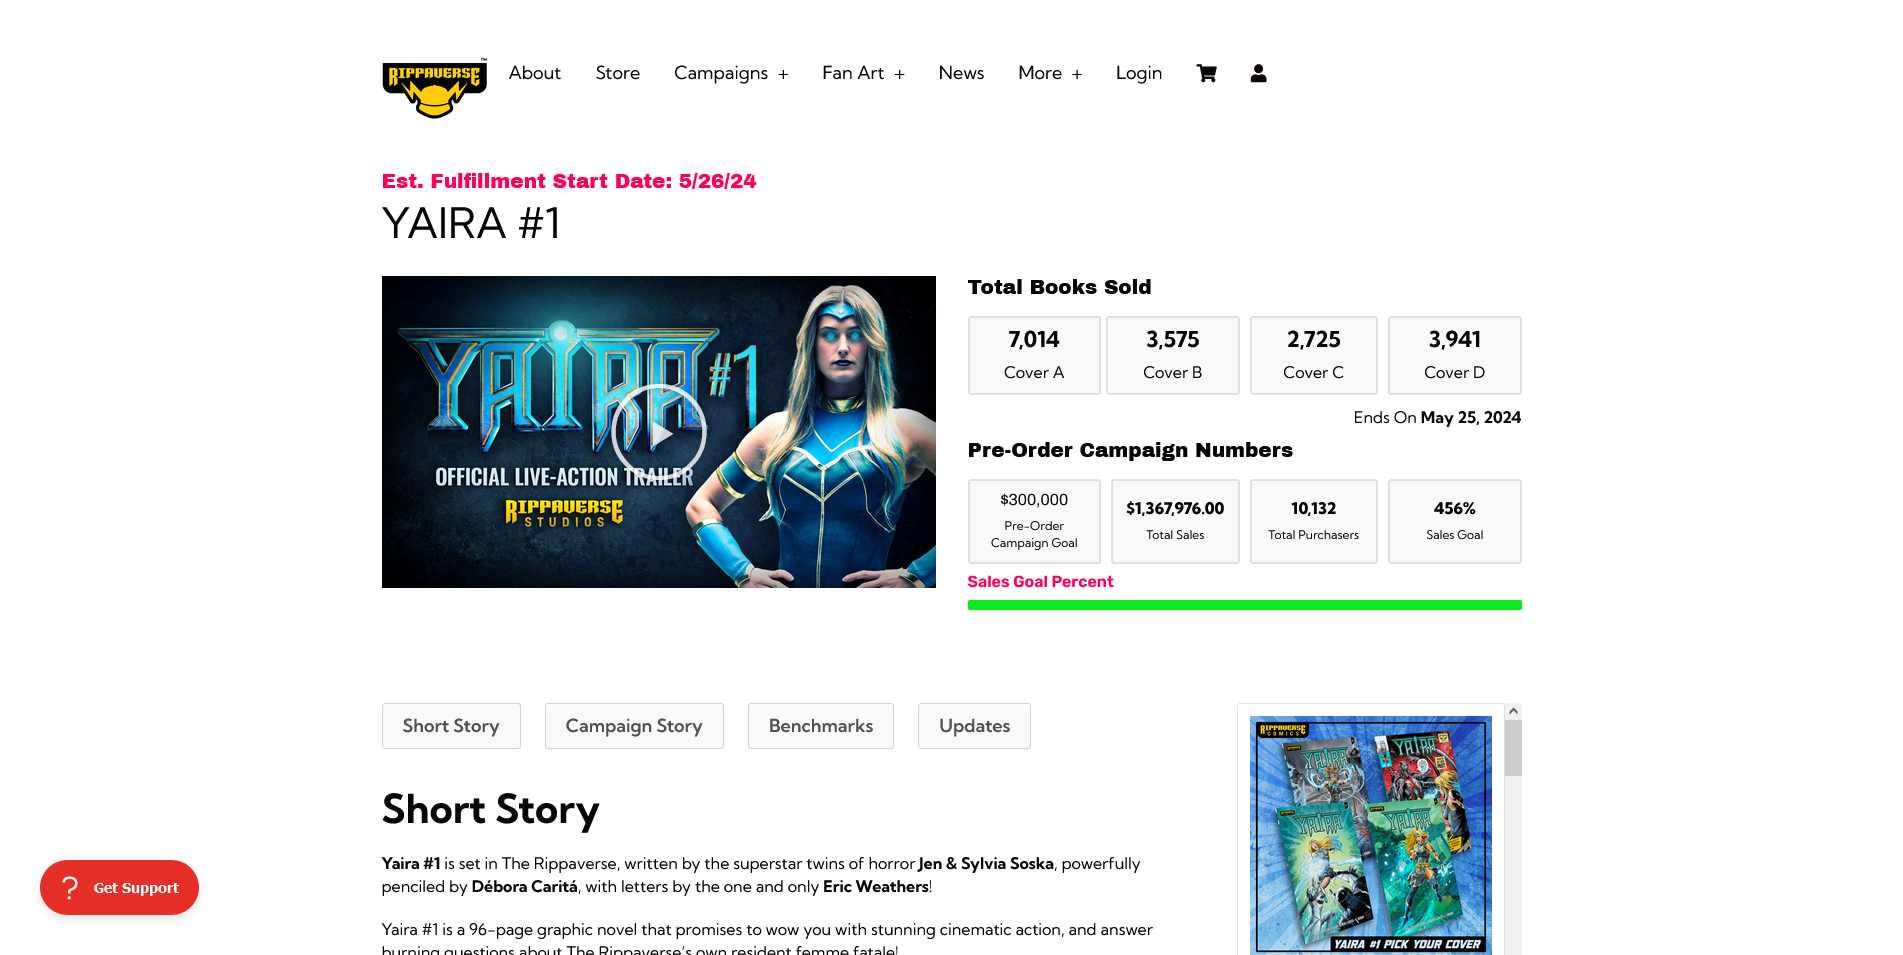 RIPPAVERSE
About
Store
Campaigns +
Fan Art +
News
More +
Login
Est. Fulfillment Start Date: 5/26/24
YAIRA #1
YAIRA #1
OFFICIAL LIVE-ACTION TRAILER
RIPPAVERSE
STUDIOS
Total Books Sold
7,014
Cover A
3,575
Cover B
2,725
Cover C
3,941
Cover D
Ends On May 25, 2024
Pre-Order Campaign Numbers
$300,000
Pre-Order
Campaign Goal
$1,367,976.00
Total Sales
10,132
Total Purchasers
456%
Sales Goal
Sales Goal Percent
Short Story
Campaign Story
Benchmarks
Updates
Short Story
Yaira #1 is set in The Rippaverse, written by the superstar twins of horror Jen & Sylvia Soska, powerfully
penciled by Débora Caritá, with letters by the one and only Eric Weathers!
Yaira #1 is a 96-page graphic novel that promises to wow you with stunning cinematic action, and answer
burning questions about The Rippaverse's own resident femme fatale!
RIPPAVERSE
COMICS
YAIRA
YAIRA
YAIRA
YAIRA
YAIRA #1 PICK YOUR COVER
? Get Support